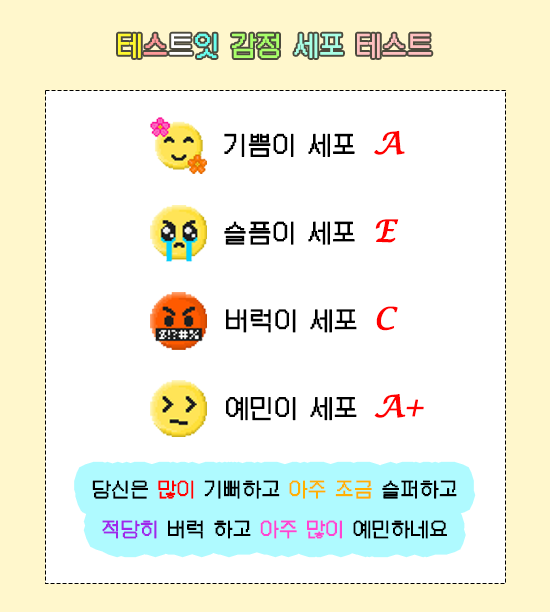 테스트잇 감정 세포 테스트
기쁨이 세포 A
슬픔이 세포 E
버럭이 세포 C
&!?#%
예민이 세포 A+
당신은 많이 기뻐하고 아주 조금 슬퍼하고
적당히 버럭 하고 아주 많이 예민하네요